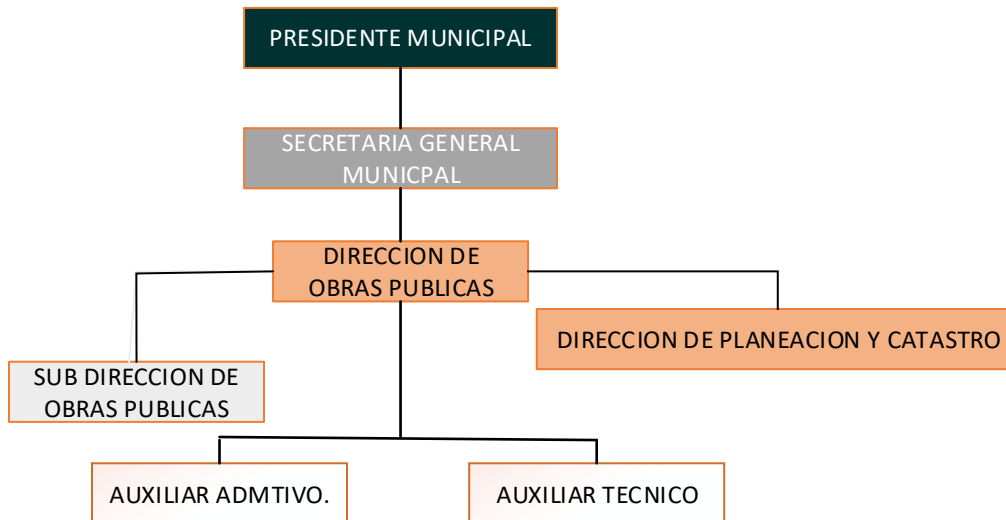 PRESIDENTE MUNICIPAL
SECRETARIA GENERAL
MUNICPAL
DIRECCION DE
OBRAS PUBLICAS
DIRECCION DE PLANEACION Y CATASTRO
SUB DIRECCION DE
OBRAS PUBLICAS
AUXILIAR ADMTIVO.
AUXILIAR TECNICO